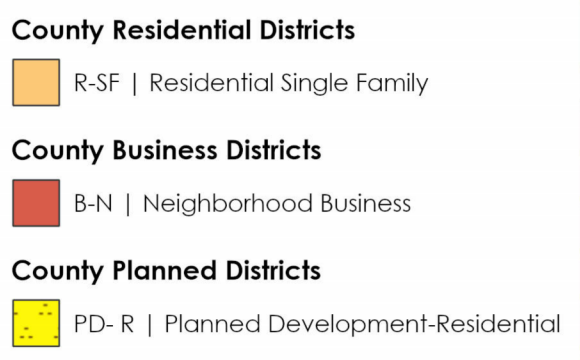 County Residential Districts
R-SF | Residential Single Family
County Business Districts
B-N | Neighborhood Business
County Planned Districts
PD- R | Planned Development-Residential